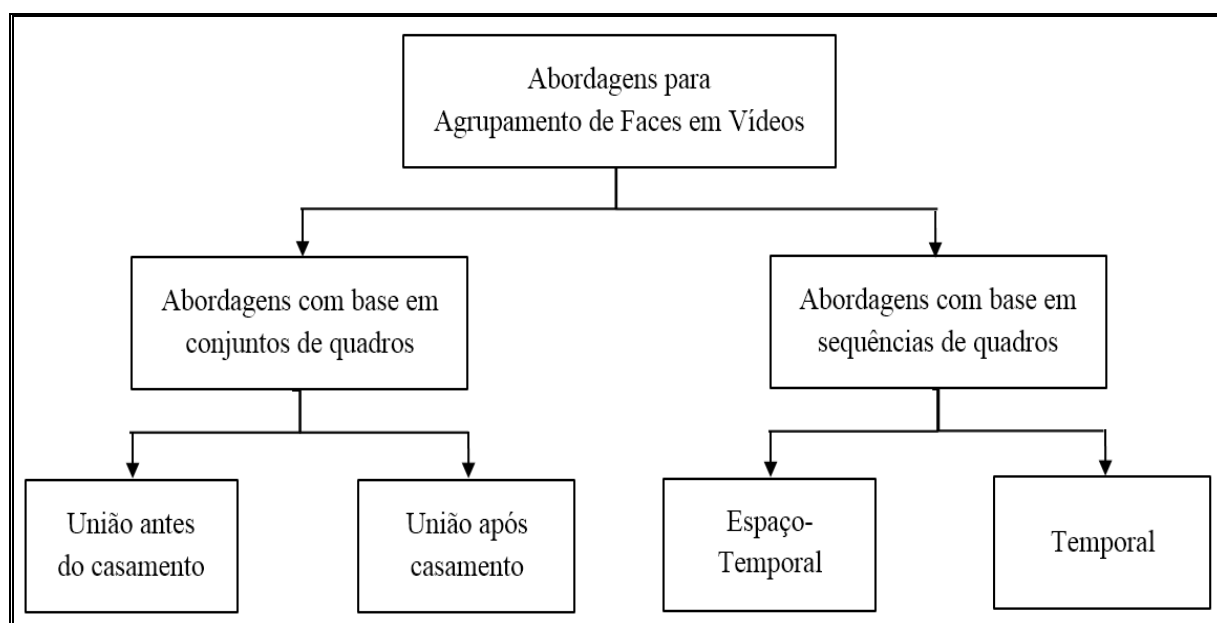 Abordagens para
Agrupamento de Faces em Vídeos
Abordagens com base em
conjuntos de quadros
Abordagens com base em
sequências de quadros
União antes
do casamento
União após
casamento
Espaço-
Temporal
Temporal